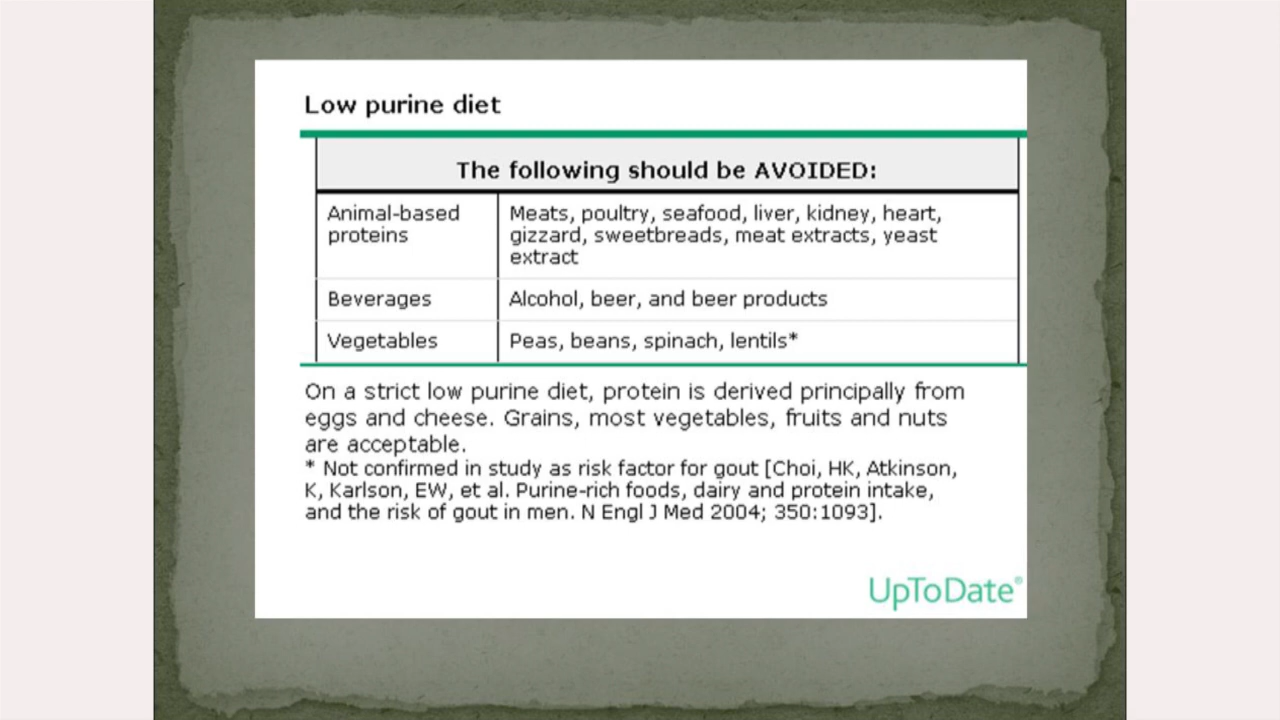 Low purine diet
The following should be AVOIDED:
Animal-based proteins
Meats, poultry, seafood, liver, kidney, heart,
gizzard, sweetbreads, meat extracts, yeast
extract
Beverages
Alcohol, beer, and beer products
Vegetables
Peas, beans, spinach, lentils*
On a strict low purine diet, protein is derived principally from
eggs and cheese. Grains, most vegetables, fruits and nuts
are acceptable.
* Not confirmed in study as risk factor for gout [Choi, HK, Atkinson,
K, Karlson, EW, et al. Purine-rich foods, dairy and protein intake,
and the risk of gout in men. N Engl J Med 2004; 350:1093].
UpToDate®